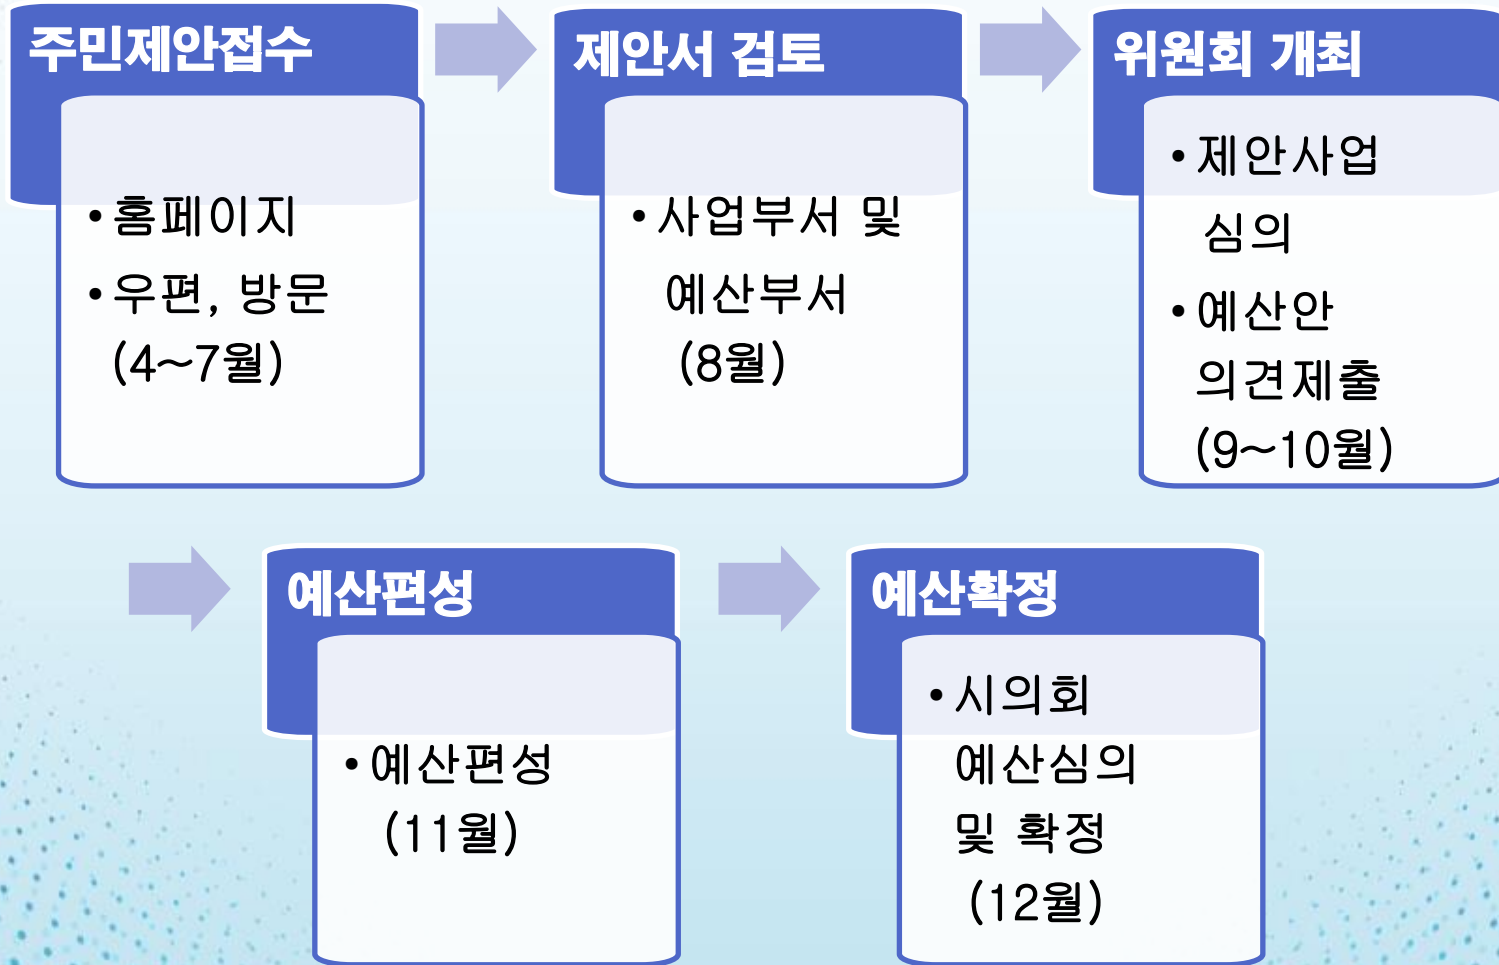 주민제안접수
• 홈페이지
• 우편, 방문
(4~7월)
제안서 검토
• 사업부서 및
예산부서
(8월)
위원회 개최
• 제안사업
심의
• 예산안
의견제출
(9~10월)
예산편성
• 예산편성
(11월)
예산확정
• 시의회
예산심의
및 확정
(12월)